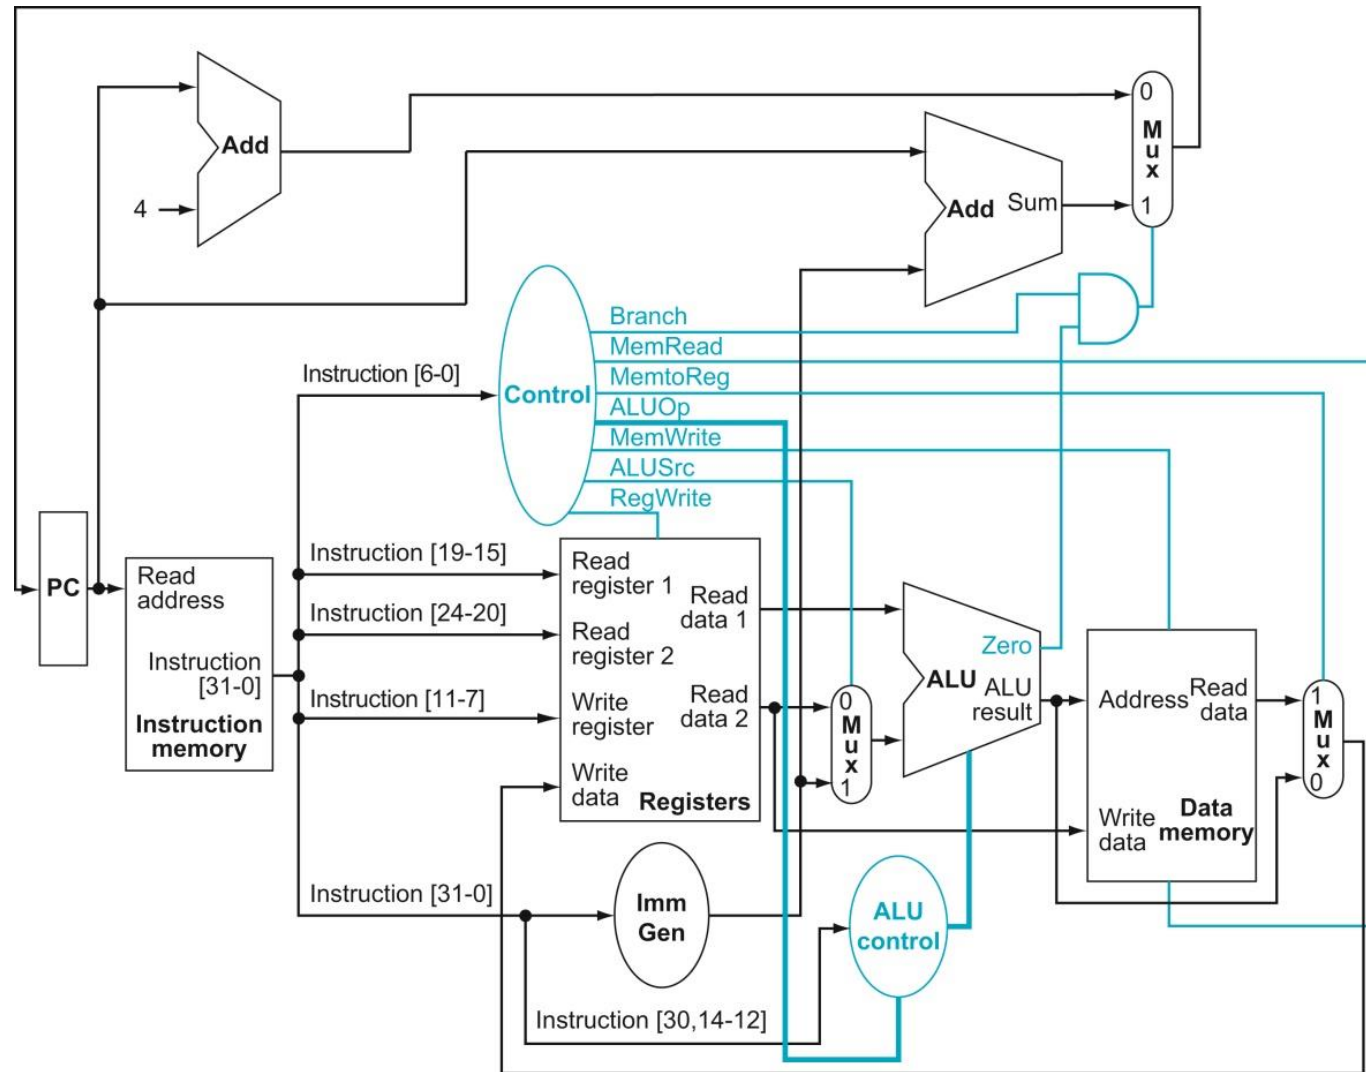 Add
4
Add Sum
0
Mux
1
Branch
MemRead
MemtoReg
ALUOp
MemWrite
ALUSrc
RegWrite
Control
Instruction [6-0]
PC
Read
address
Instruction
[31-0]
Instruction
memory
Instruction [19-15]
Instruction [24-20]
Instruction [11-7]
Instruction [31-0]
Instruction [30,14-12]
Read
register 1
Read
register 2
Write
register
Write
data
Read
data 1
Read
data 2
Registers
Imm
Gen
0
Mux
1
Zero
ALU
ALU
result
ALU
control
Address
Read
data
Write
data
Data
memory
1
Mux
0